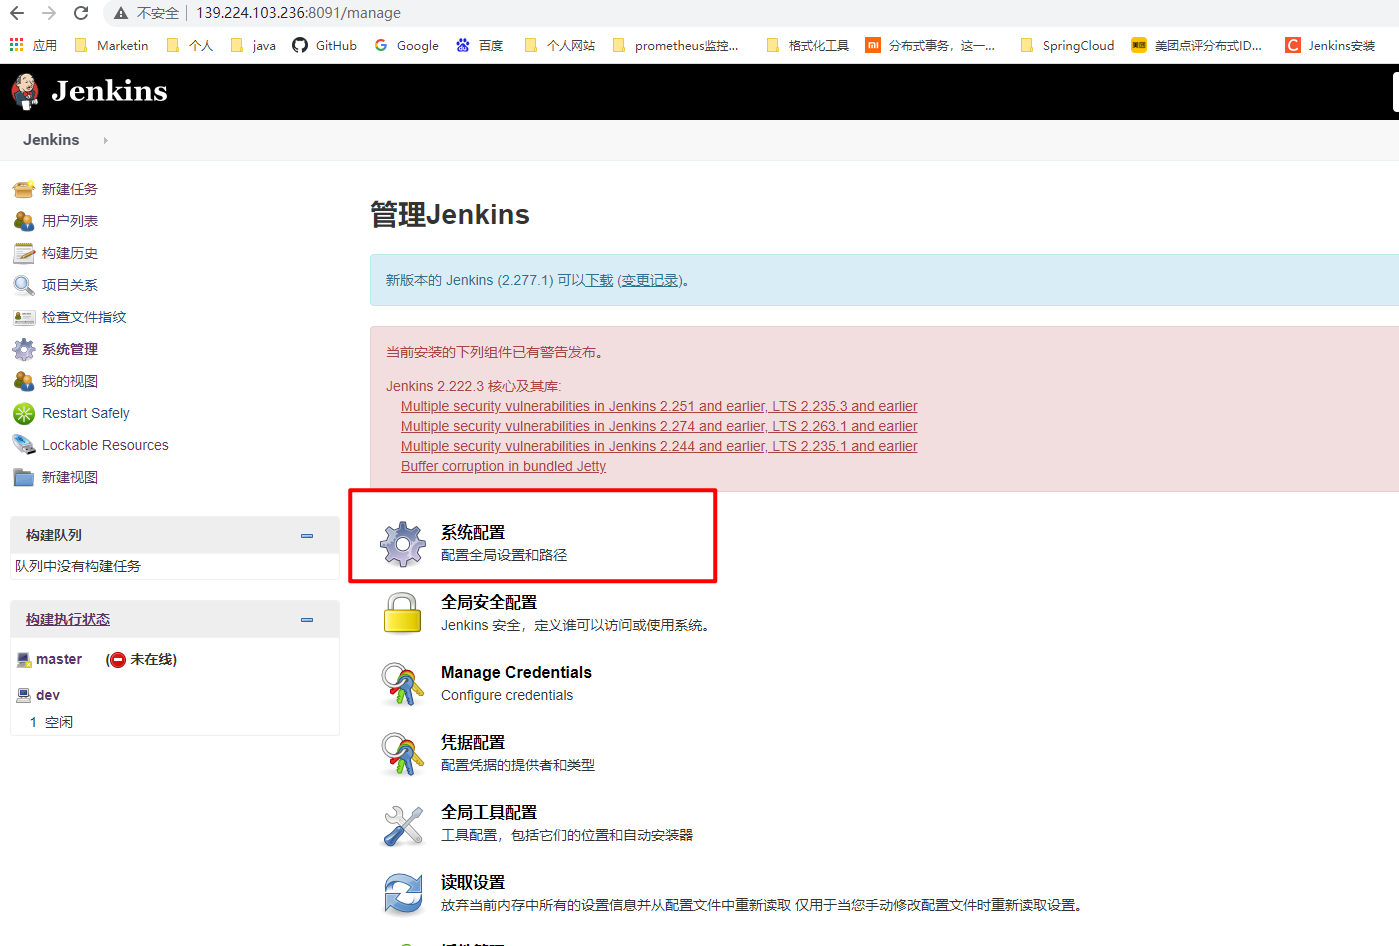 不安全 139.224.103.236:8091/manage
应用 Marketin 个人 java GitHub Google 百度 个人网站 prometheus监控... 格式化工具 分布式事务，这一... SpringCloud 美团点评分布式ID... Jenkins安装
Jenkins
Jenkins
新建任务
用户列表
构建历史
项目关系
检查文件指纹
系统管理
我的视图
Restart Safely
Lockable Resources
新建视图
构建队列
队列中没有构建任务
构建执行状态
master (未在线)
dev
1 空闲
管理Jenkins
新版本的 Jenkins (2.277.1) 可以下载 (变更记录)。
当前安装的下列组件已有警告发布。
Jenkins 2.222.3 核心及其库:
Multiple security vulnerabilities in Jenkins 2.251 and earlier, LTS 2.235.3 and earlier
Multiple security vulnerabilities in Jenkins 2.274 and earlier, LTS 2.263.1 and earlier
Multiple security vulnerabilities in Jenkins 2.244 and earlier, LTS 2.235.1 and earlier
Buffer corruption in bundled Jetty
系统配置
配置全局设置和路径
全局安全配置
Jenkins 安全，定义谁可以访问或使用系统。
Manage Credentials
Configure credentials
凭据配置
配置凭据的提供者和类型
全局工具配置
工具配置，包括它们的位置和自动安装器
读取设置
放弃当前内存中所有的设置信息并从配置文件中重新读取 仅用于当您手动修改配置文件时重新读取设置。